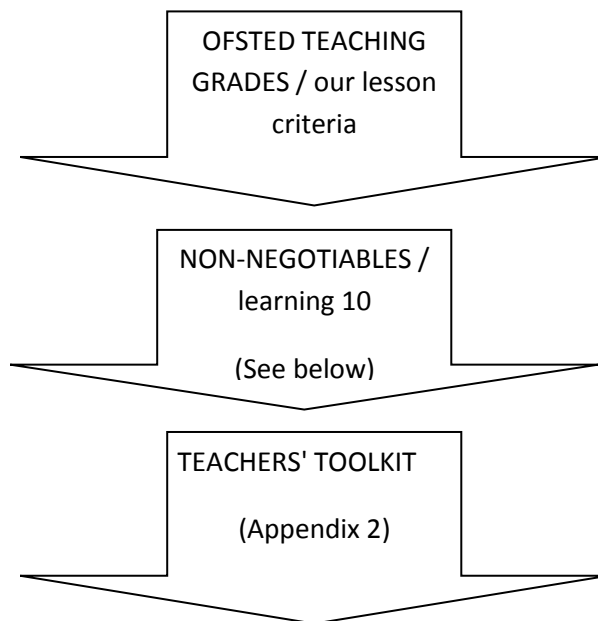 OFSTED TEACHING
GRADES / our lesson
criteria
NON-NEGOTIABLES /
learning 10
(See below)
TEACHERS' TOOLKIT
(Appendix 2)